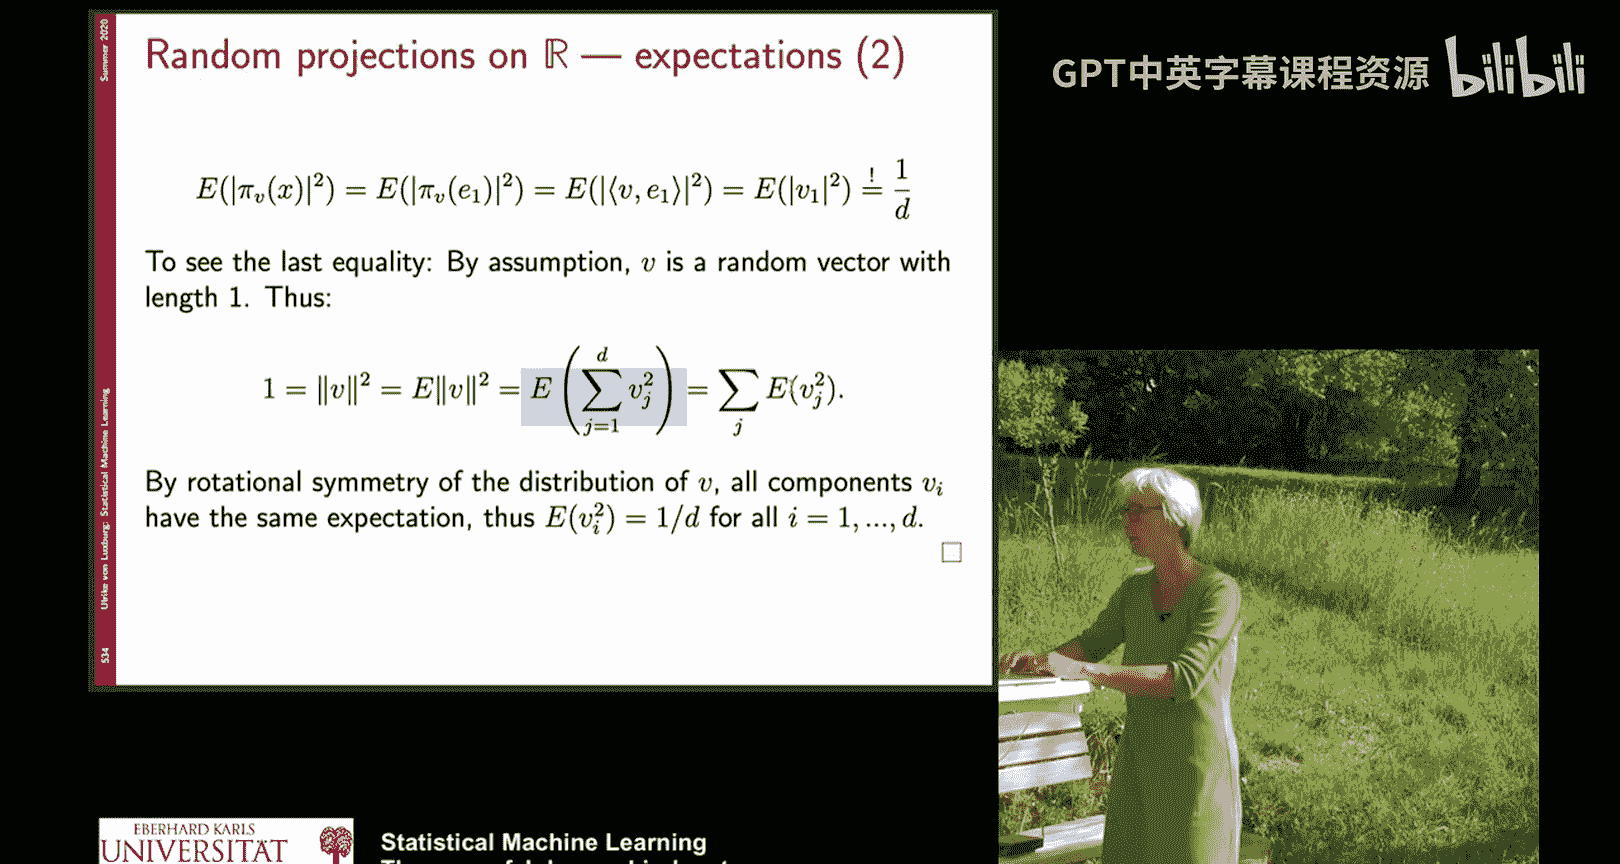 Summer 2020
Random projections on ℝ — expectations (2)
E(|π_v(x)|²) = E(|π_v(e₁)|²) = E(|⟨v, e₁⟩|²) = E(|v₁|²) =! 1/d
To see the last equality: By assumption, v is a random vector with
length 1. Thus:
1 = ‖v‖² = E‖v‖² = E(∑_{j=1}^{d} v_j²) = ∑_j E(v_j²).
By rotational symmetry of the distribution of v, all components v_i
have the same expectation, thus E(v_i²) = 1/d for all i = 1, ..., d.
□
Ulrike von Luxburg: Statistical Machine Learning
534
GPT中英字幕课程资源 bilibili
EBERHARD KARLS
UNIVERSITÄT
Statistical Machine Learning